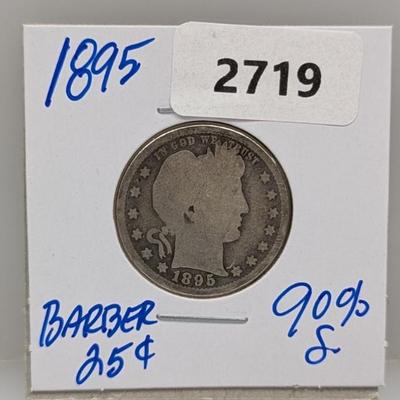 1895
2719
IN GOD WE TRUST
1895
BARBER
25¢
90%
S